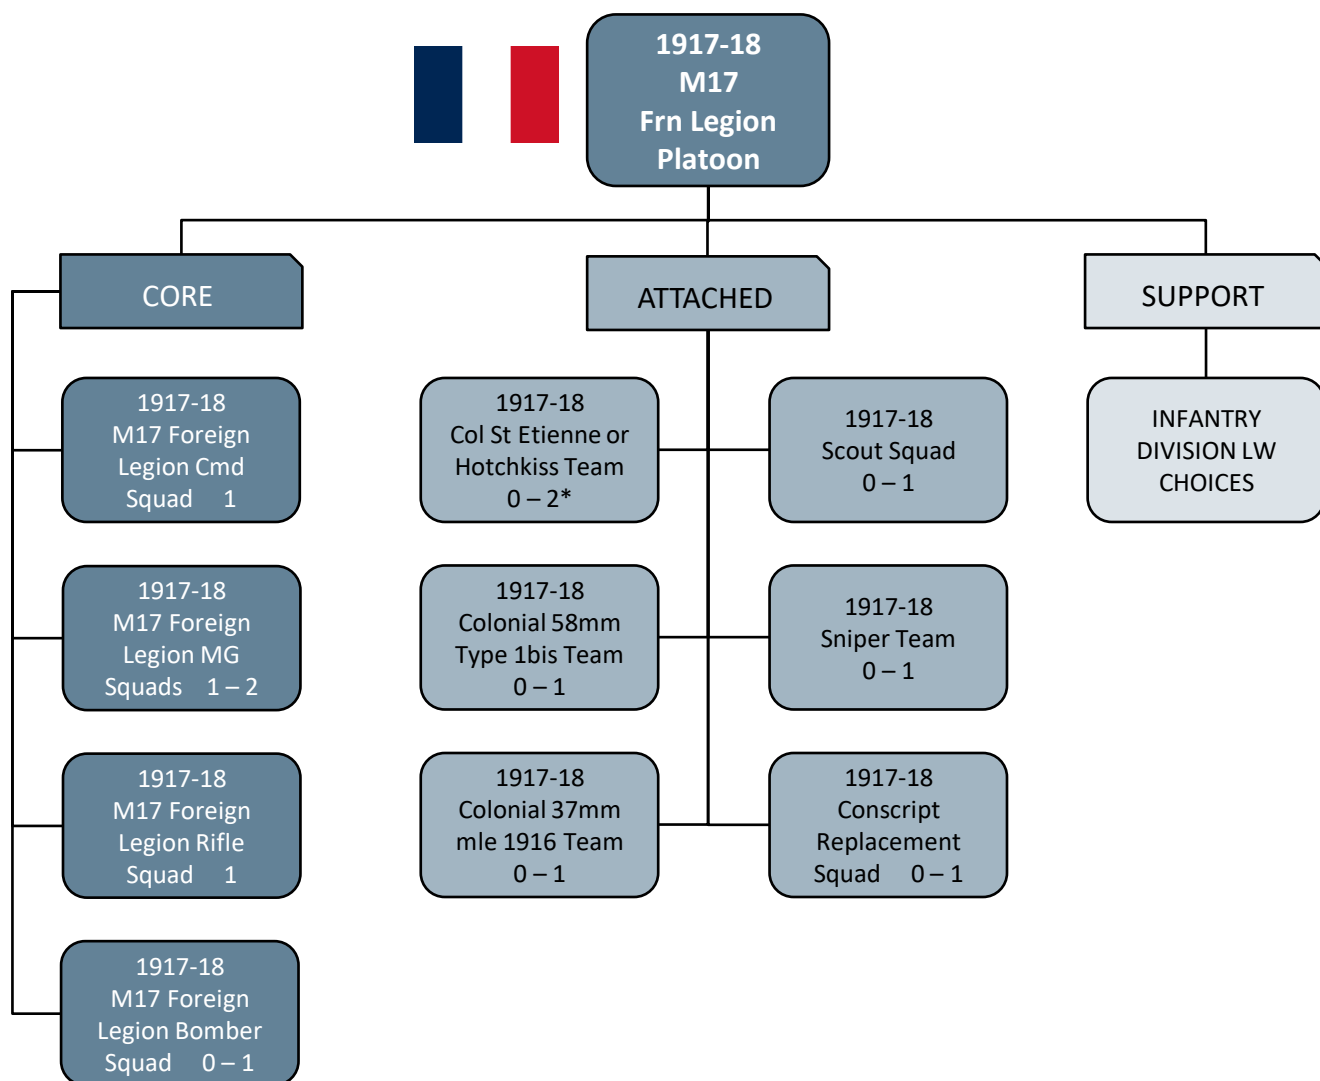 1917-18
M17
Frn Legion
Platoon
CORE
ATTACHED
SUPPORT
1917-18
M17 Foreign
Legion Cmd
Squad 1
1917-18
M17 Foreign
Legion MG
Squads 1 – 2
1917-18
M17 Foreign
Legion Rifle
Squad 1
1917-18
M17 Foreign
Legion Bomber
Squad 0 – 1
1917-18
Col St Etienne or
Hotchkiss Team
0 – 2*
1917-18
Colonial 58mm
Type 1bis Team
0 – 1
1917-18
Colonial 37mm
mle 1916 Team
0 – 1
1917-18
Scout Squad
0 – 1
1917-18
Sniper Team
0 – 1
1917-18
Conscript
Replacement
Squad 0 – 1
INFANTRY
DIVISION LW
CHOICES